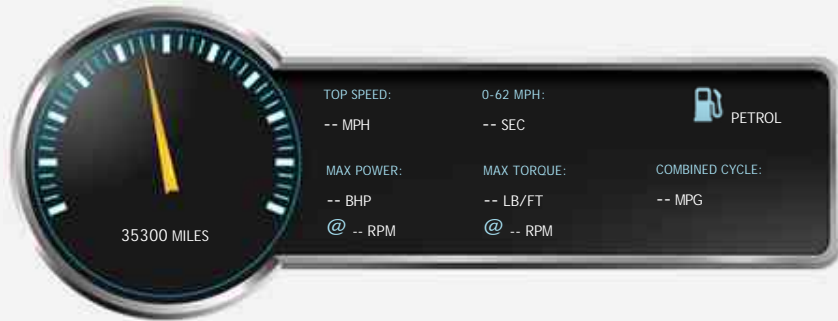 TOP SPEED:
-- MPH
0-62 MPH:
-- SEC
PETROL
MAX POWER:
-- BHP
@ -- RPM
MAX TORQUE:
-- LB/FT
@ -- RPM
COMBINED CYCLE:
-- MPG
35300 MILES